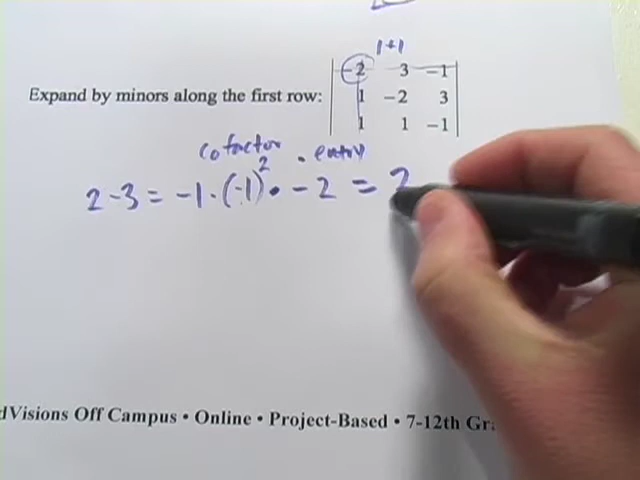 1+1
-2 3 -1
Expand by minors along the first row: 1 -2 3
1 1 -1
cofactor . entry
2-3 = -1 · (-1)² · -2 = 2
dVisions Off Campus • Online • Project-Based • 7-12th Gr